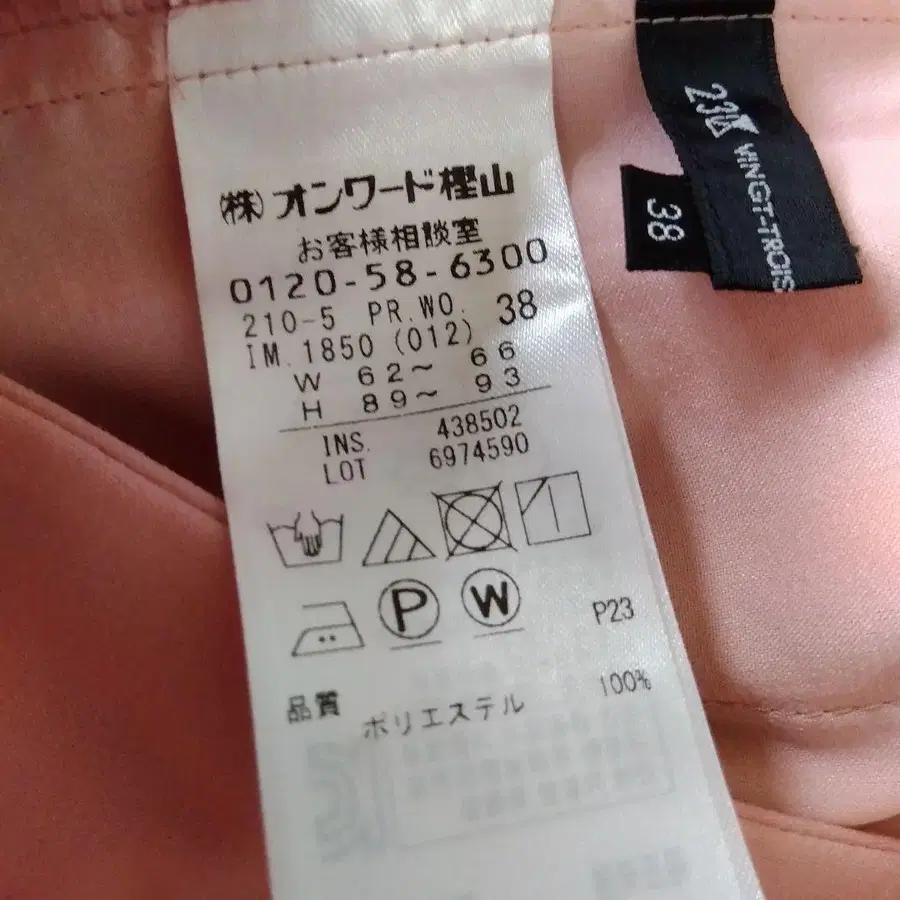 ㈱オンワード樫山
お客様相談室
0120-58-6300
210-5 PR.WO. 38
IM.1850 (012)
W 62~ 66
H 89~ 93
INS. 438502
LOT 6974590
P W P23
品質 ポリエステル 100%
23区
VINGT-TROIS
38